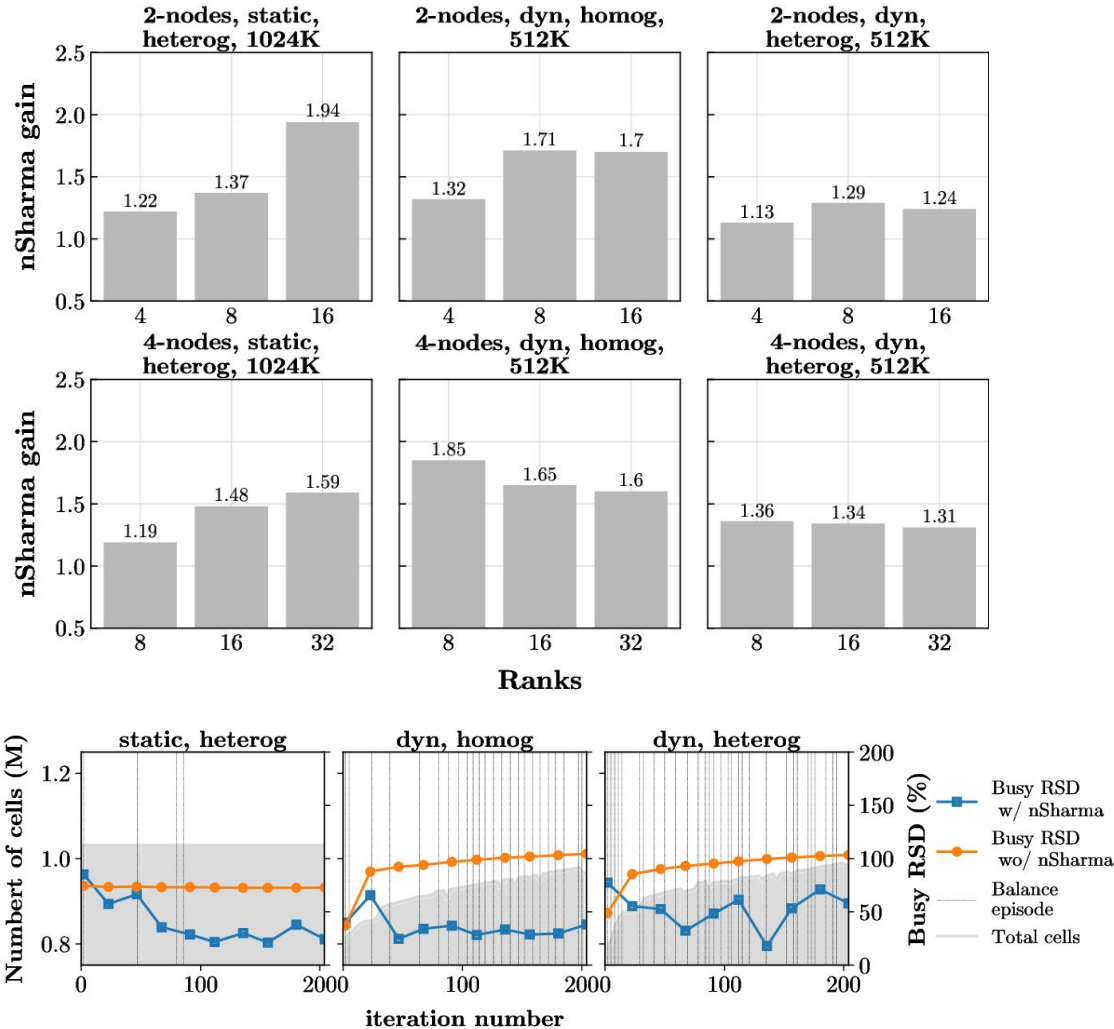 2-nodes, static,
heterog, 1024K
2-nodes, dyn, homog,
512K
2-nodes, dyn,
heterog, 512K
nSharma gain
2.5
2.0
1.5
1.0
0.5
1.22
1.37
1.94
1.32
1.71
1.7
1.13
1.29
1.24
4 8 16
4 8 16
4 8 16
4-nodes, static,
heterog, 1024K
4-nodes, dyn, homog,
512K
4-nodes, dyn,
heterog, 512K
nSharma gain
2.5
2.0
1.5
1.0
0.5
1.19
1.48
1.59
1.85
1.65
1.6
1.36
1.34
1.31
8 16 32
8 16 32
8 16 32
Ranks
static, heterog
dyn, homog
dyn, heterog
Numbert of cells (M)
1.2
1.0
0.8
0 100 200
0 100 200
0 100 200
200
150
100
50
0
Busy RSD (%)
iteration number
Busy RSD
w/ nSharma
Busy RSD
wo/ nSharma
Balance
episode
Total cells